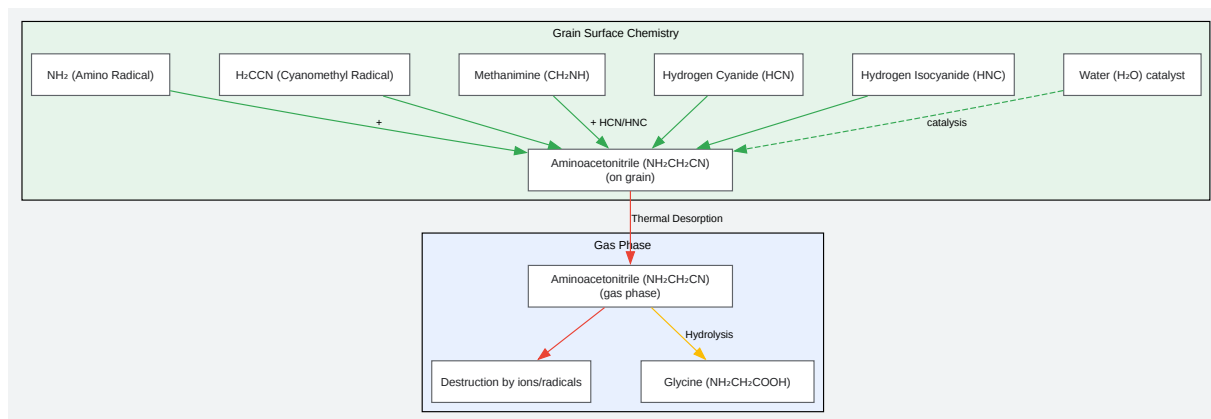 Grain Surface Chemistry
NH₂ (Amino Radical)
H₂CCN (Cyanomethyl Radical)
Methanimine (CH₂NH)
Hydrogen Cyanide (HCN)
Hydrogen Isocyanide (HNC)
Water (H₂O) catalyst
+
+ HCN/HNC
catalysis
Aminoacetonitrile (NH₂CH₂CN)
(on grain)
Thermal Desorption
Gas Phase
Aminoacetonitrile (NH₂CH₂CN)
(gas phase)
Hydrolysis
Destruction by ions/radicals
Glycine (NH₂CH₂COOH)